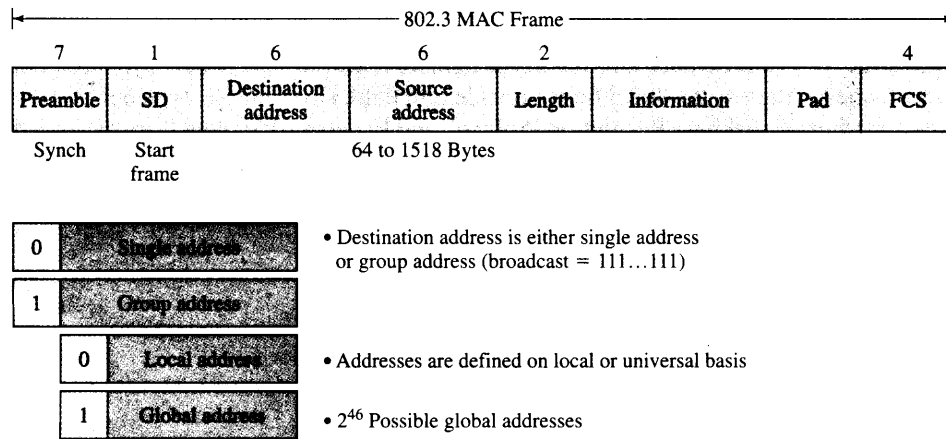 802.3 MAC Frame
7 1 6 6 2 4
Preamble SD Destination address Source address Length Information Pad FCS
Synch Start frame 64 to 1518 Bytes
0 Single address
• Destination address is either single address
or group address (broadcast = 111...111)
1 Group address
0 Local address
• Addresses are defined on local or universal basis
1 Global address
• 2⁴⁶ Possible global addresses